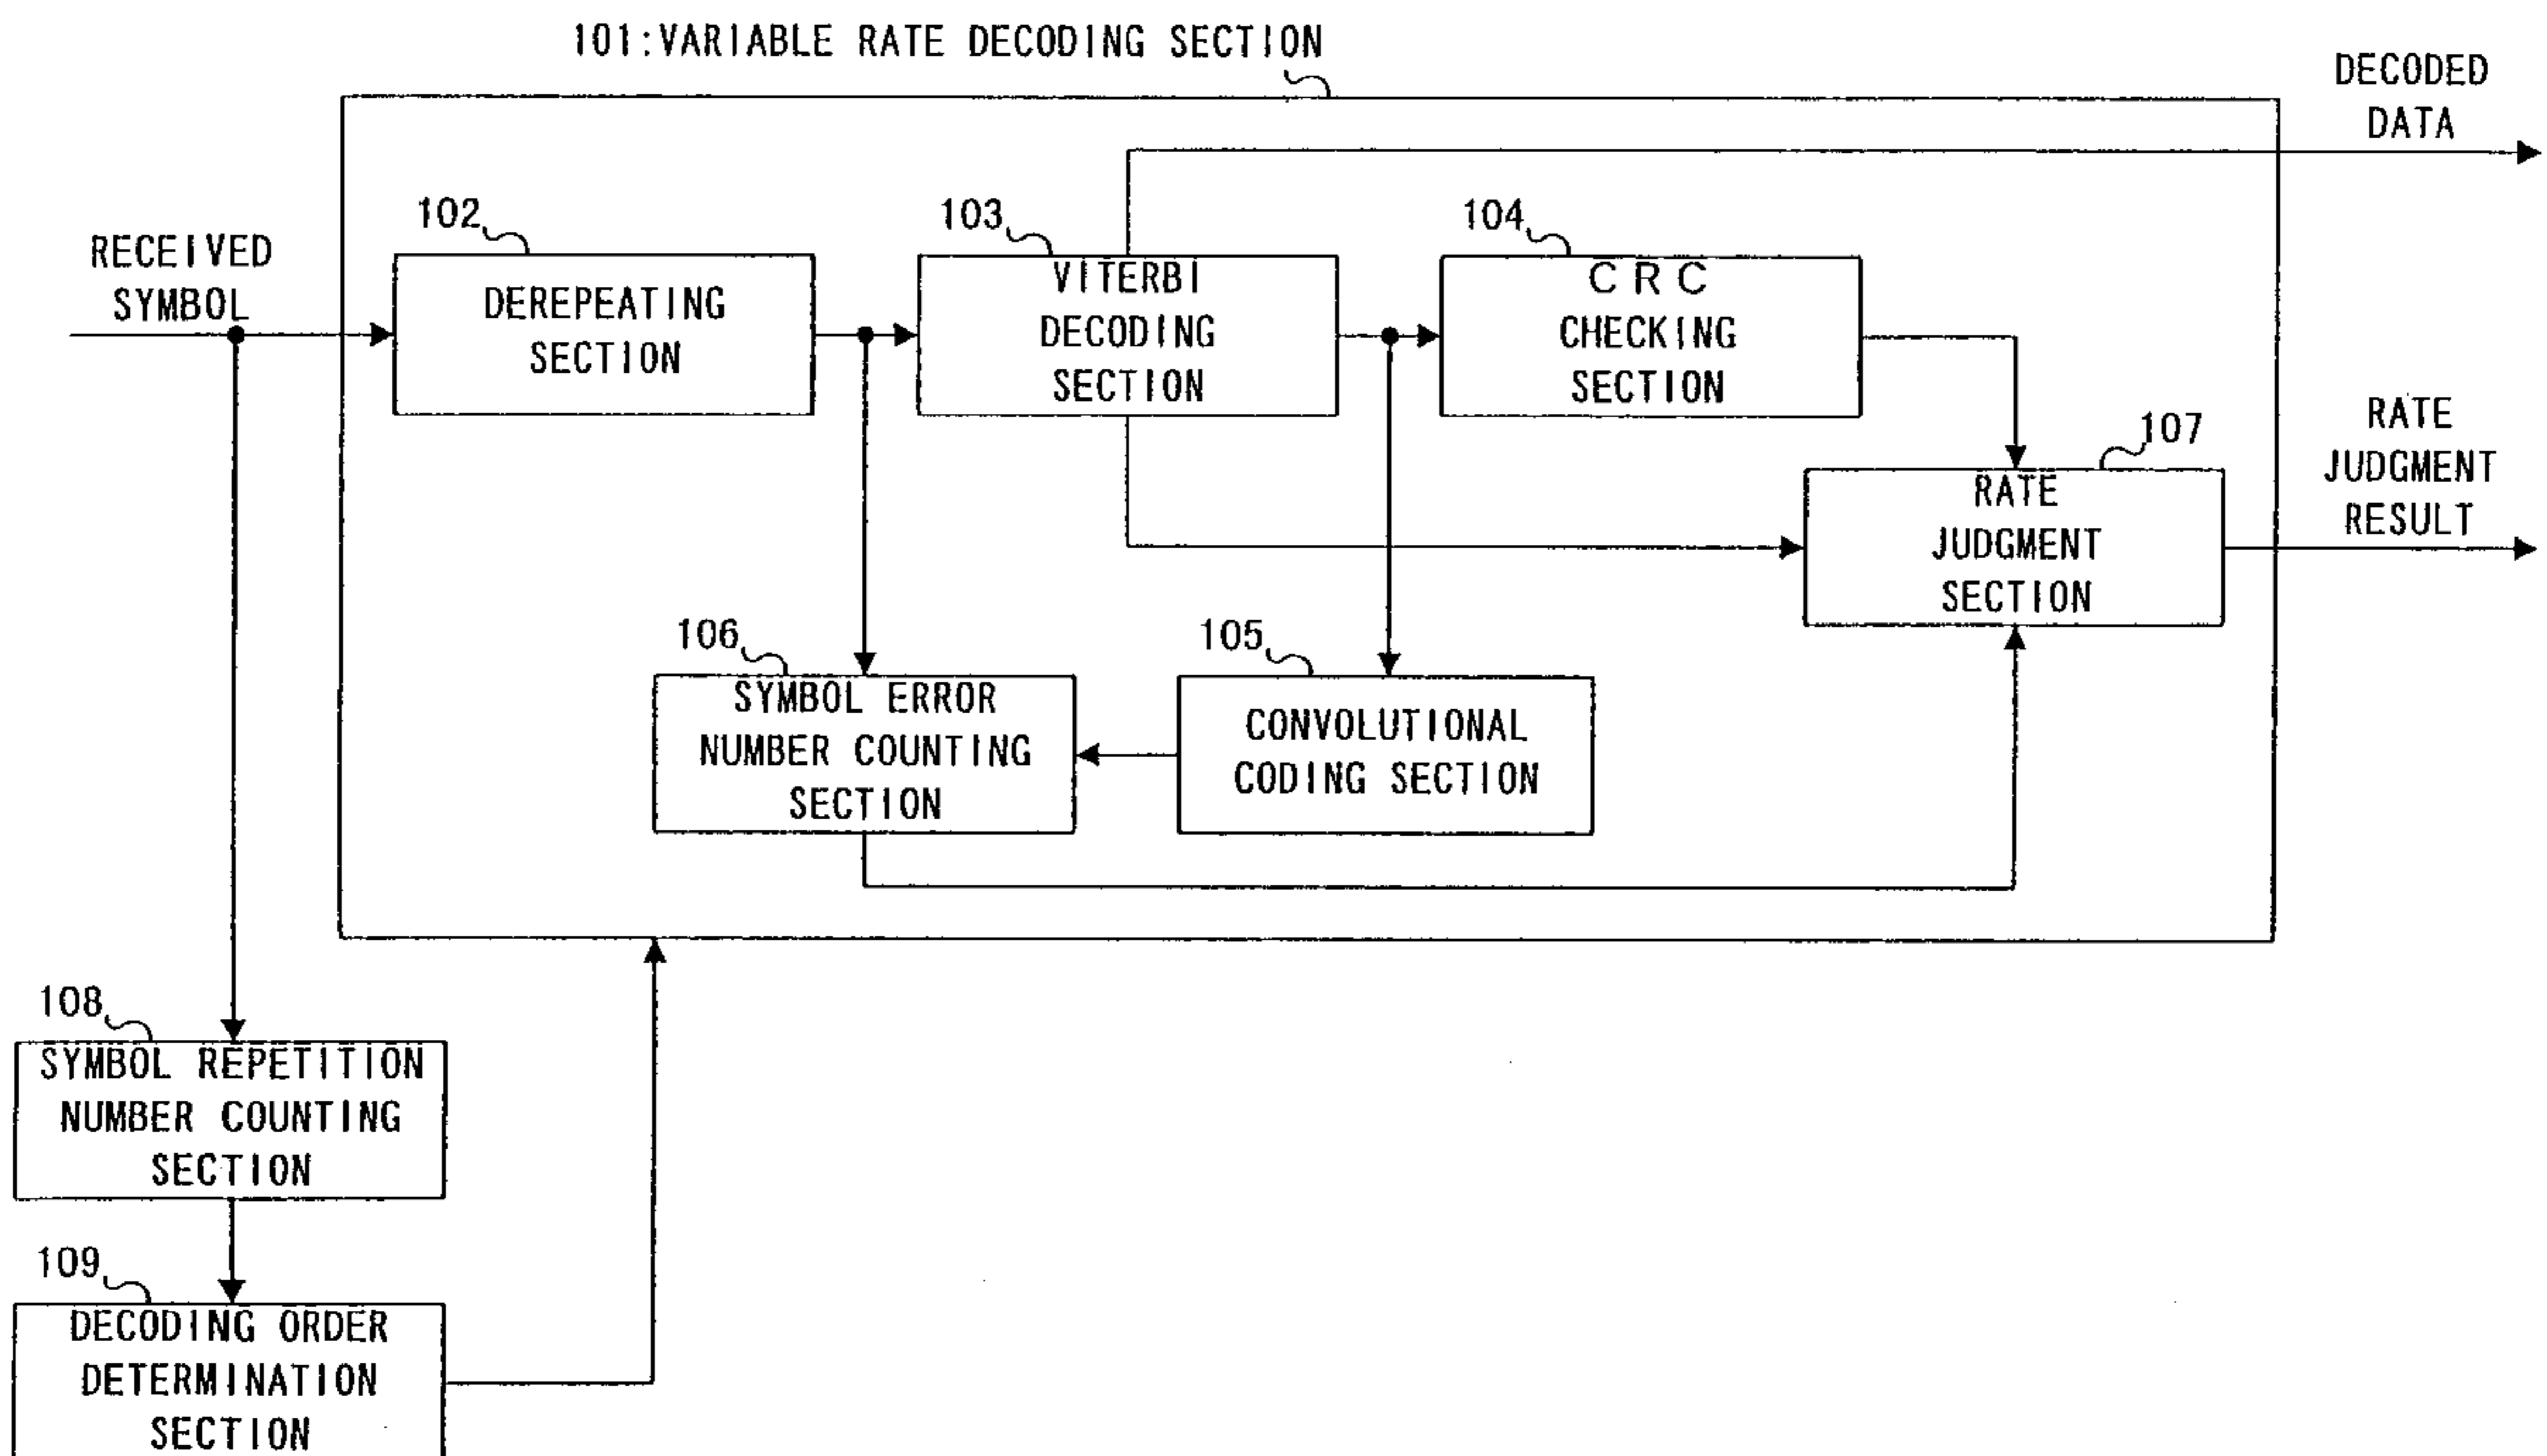 101:VARIABLE RATE DECODING SECTION
DECODED
DATA
RECEIVED
SYMBOL
102
DEREPEATING
SECTION
103
VITERBI
DECODING
SECTION
104
CRC
CHECKING
SECTION
RATE
JUDGMENT
RESULT
107
RATE
JUDGMENT
SECTION
106
SYMBOL ERROR
NUMBER COUNTING
SECTION
105
CONVOLUTIONAL
CODING SECTION
108
SYMBOL REPETITION
NUMBER COUNTING
SECTION
109
DECODING ORDER
DETERMINATION
SECTION